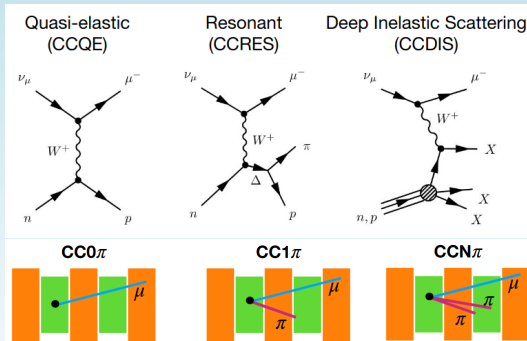 Quasi-elastic
(CCQE)
Resonant
(CCRES)
Deep Inelastic Scattering
(CCDIS)
νμ
μ⁻
W⁺
n
p
νμ
μ⁻
W⁺
π
Δ
n
p
νμ
μ⁻
W⁺
X
X
n, p
X
CC0π
CC1π
CCNπ
μ
μ
π
μ
π
π